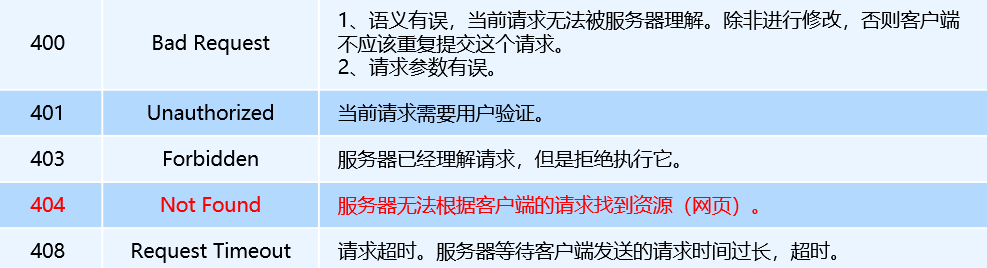 400 Bad Request 1、语义有误，当前请求无法被服务器理解。除非进行修改，否则客户端
不应该重复提交这个请求。
2、请求参数有误。
401 Unauthorized 当前请求需要用户验证。
403 Forbidden 服务器已经理解请求，但是拒绝执行它。
404 Not Found 服务器无法根据客户端的请求找到资源（网页）。
408 Request Timeout 请求超时。服务器等待客户端发送的请求时间过长，超时。